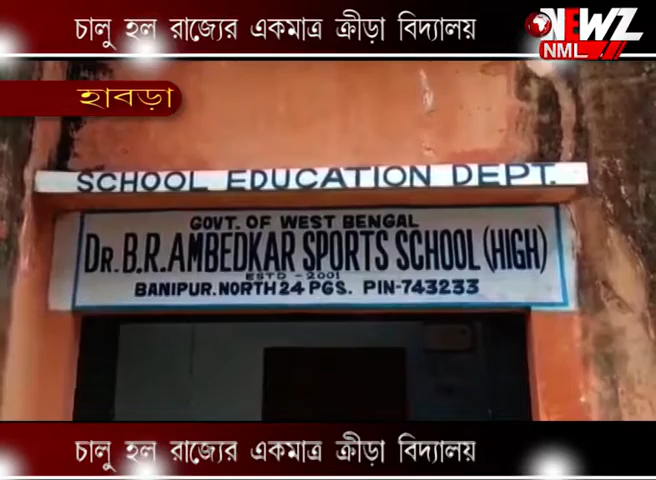 চালু হল রাজ্যের একমাত্র ক্রীড়া বিদ্যালয়
NEWZ
NML
হাবড়া
SCHOOL EDUCATION DEPT.
GOVT. OF WEST BENGAL
DR. B.R. AMBEDKAR SPORTS SCHOOL (HIGH)
ESTD - 2001
BANIPUR. NORTH 24 PGS. PIN-743233
চালু হল রাজ্যের একমাত্র ক্রীড়া বিদ্যালয়